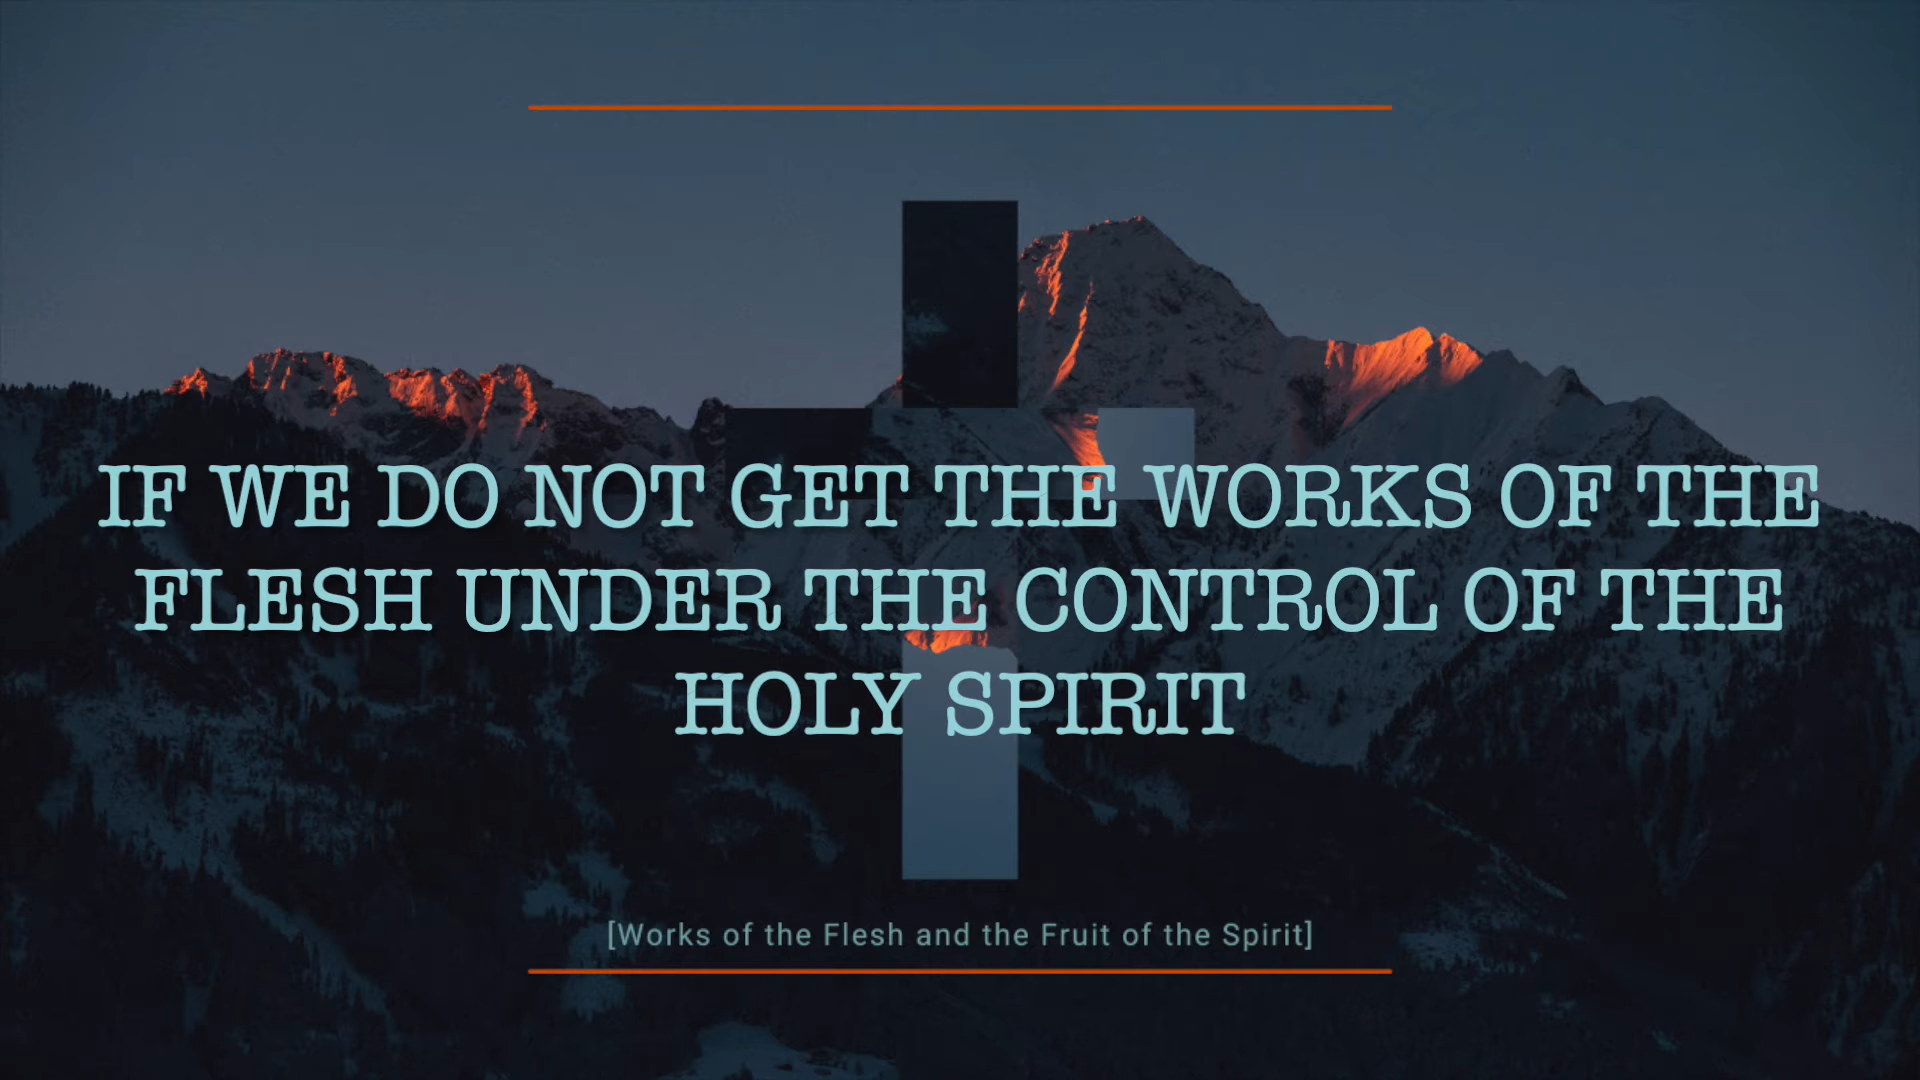 IF WE DO NOT GET THE WORKS OF THE
FLESH UNDER THE CONTROL OF THE
HOLY SPIRIT
[Works of the Flesh and the Fruit of the Spirit]